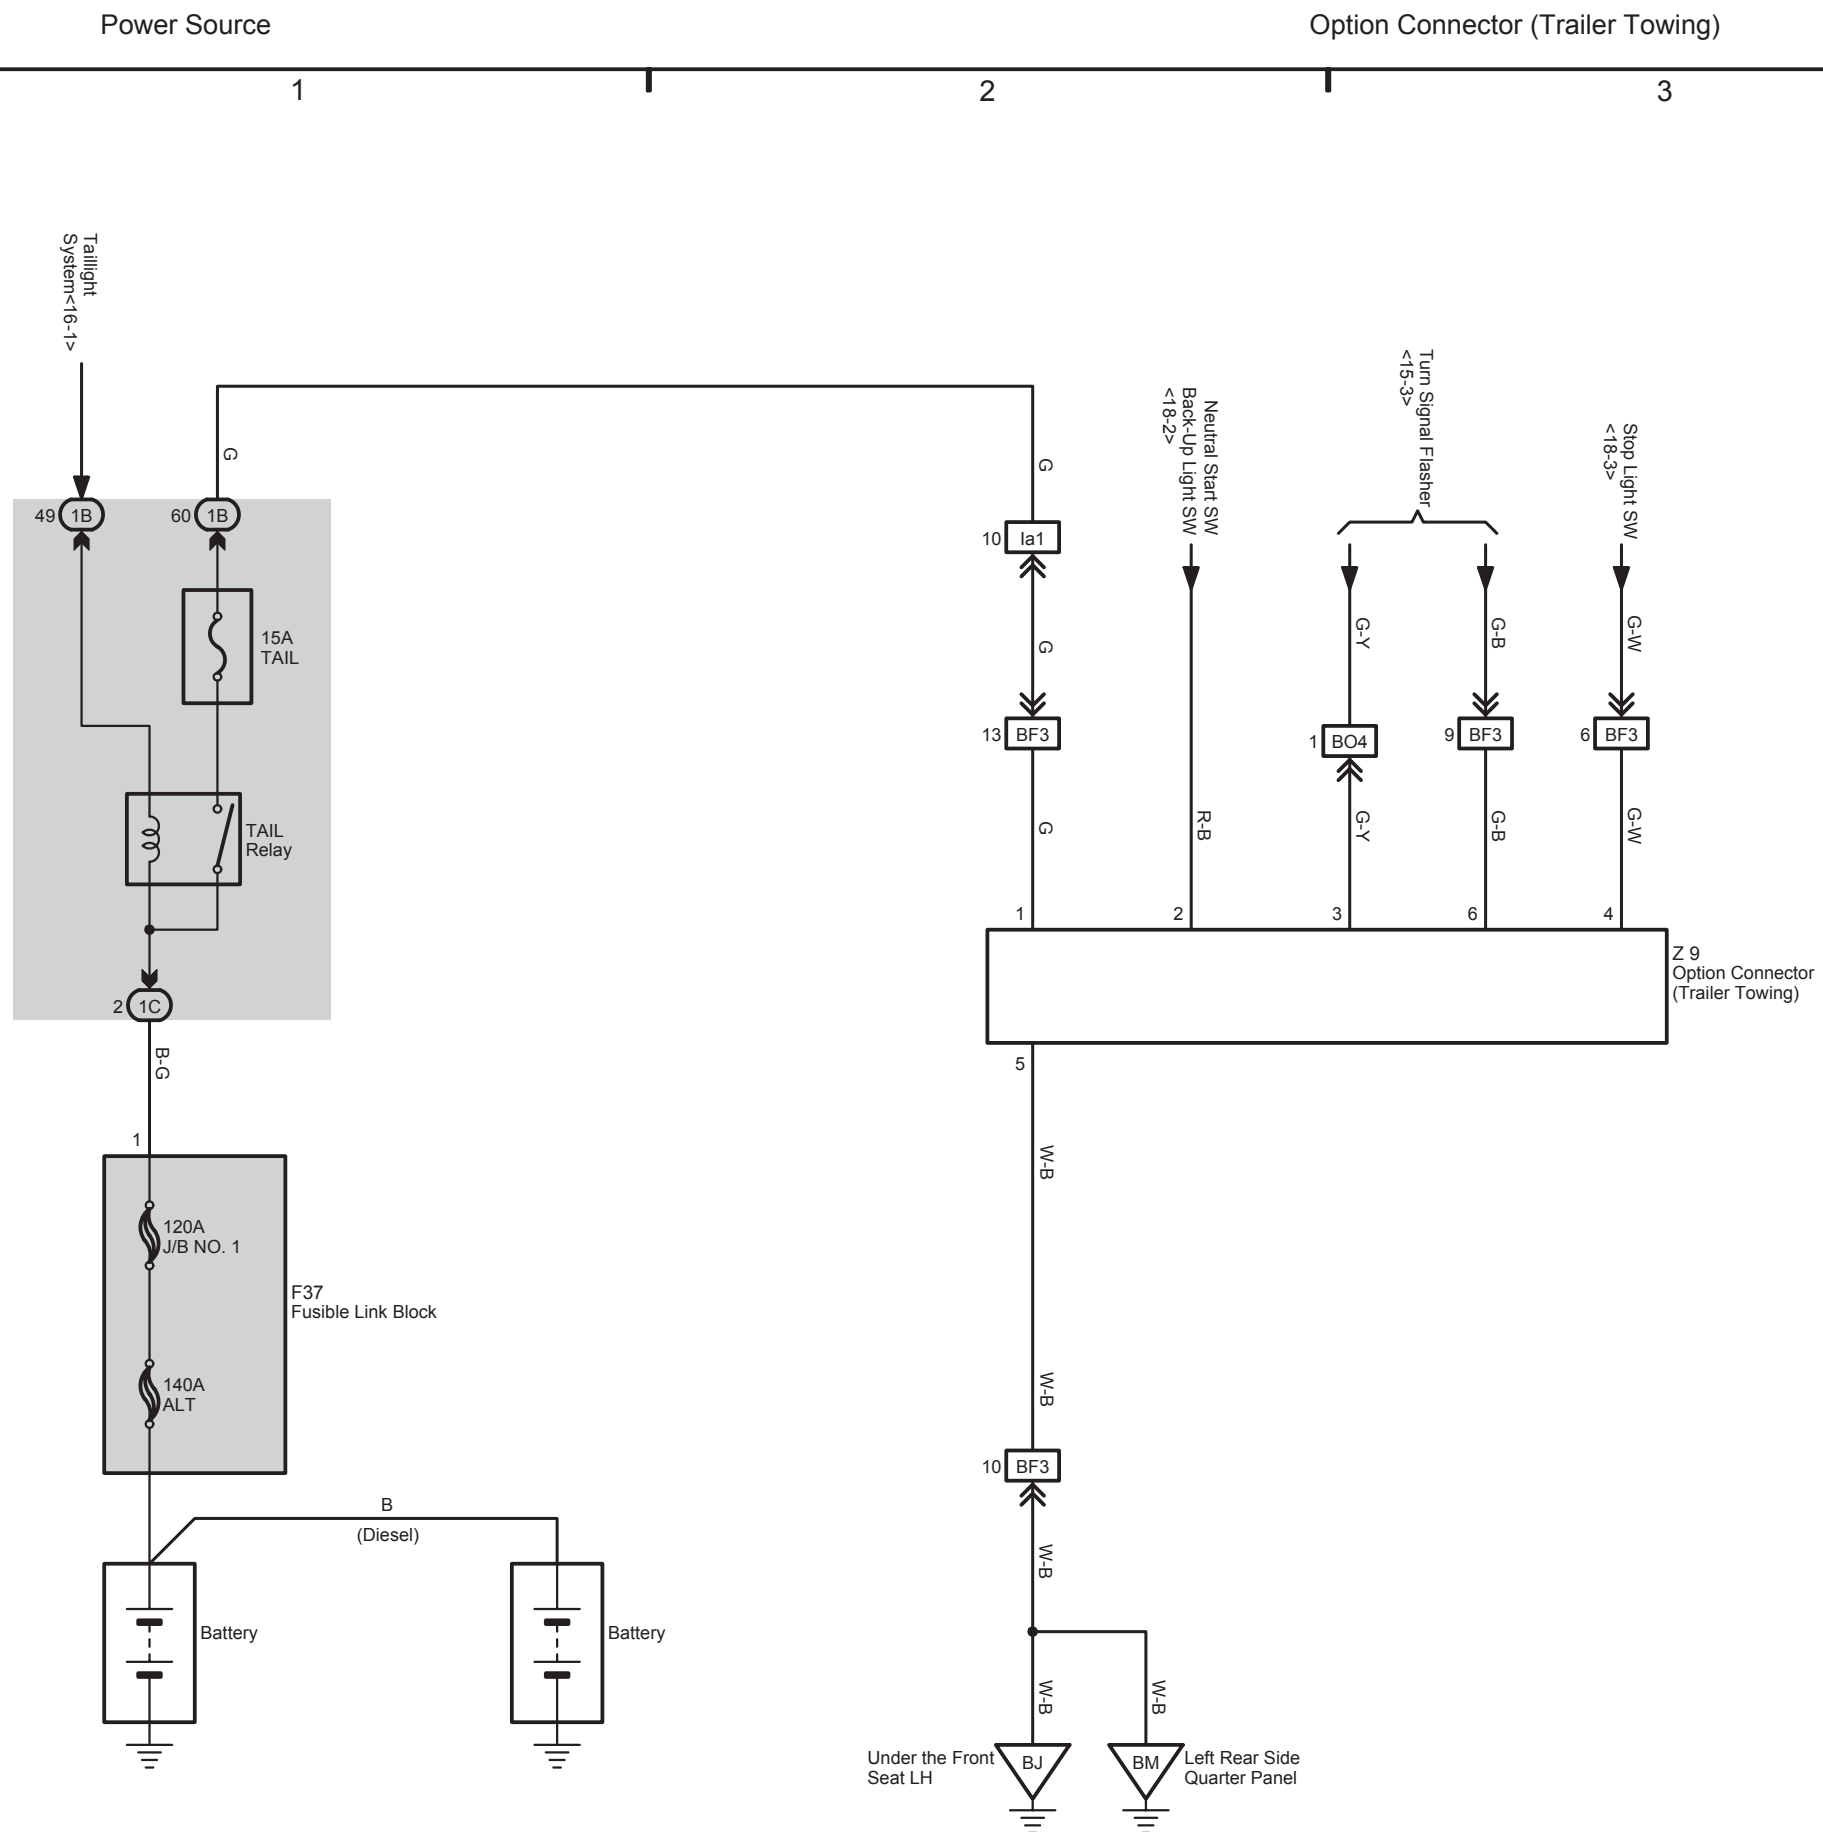 Power Source
Option Connector (Trailer Towing)
1
2
3
Taillight
System<16-1>
Neutral Start SW
Back-Up Light SW
<18-2>
Turn Signal Flasher
<15-3>
Stop Light SW
<18-3>
G
G
49
1B
60
1B
10
Ia1
15A
TAIL
G
G-Y
G-B
G-W
13
BF3
1
BO4
9
BF3
6
BF3
TAIL
Relay
G
R-B
G-Y
G-B
G-W
1
2
3
6
4
Z 9
Option Connector
(Trailer Towing)
2
1C
B-G
5
1
W-B
120A
J/B NO. 1
F37
Fusible Link Block
140A
ALT
W-B
10
BF3
B
(Diesel)
W-B
Battery
Battery
W-B
W-B
Under the Front
Seat LH
BJ
BM
Left Rear Side
Quarter Panel